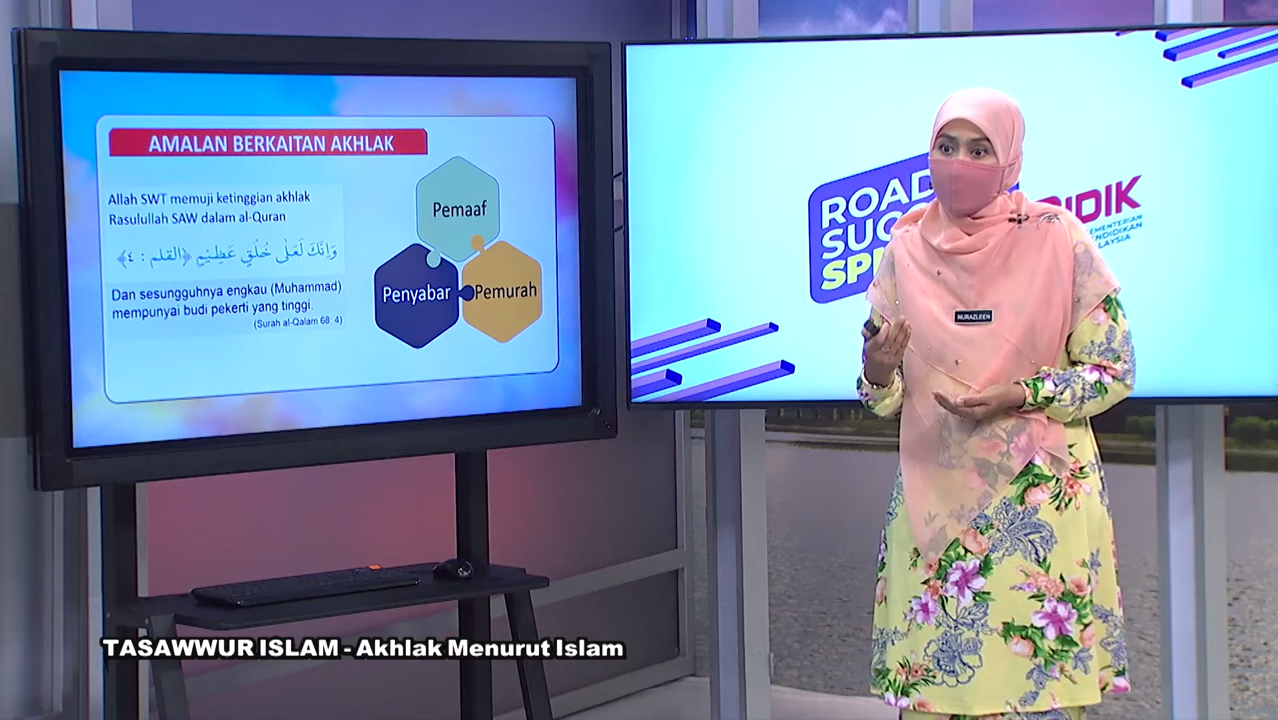 AMALAN BERKAITAN AKHLAK
Allah SWT memuji ketinggian akhlak
Rasulullah SAW dalam al-Quran
وَاِنَّكَ لَعَلٰى خُلُقٍ عَظِيْمٍ ﴿القلم : ٤﴾
Dan sesungguhnya engkau (Muhammad)
mempunyai budi pekerti yang tinggi.
(Surah al-Qalam 68: 4)
Pemaaf
Penyabar
Pemurah
ROAD
SPM
NURAZLEEN
TASAWWUR ISLAM - Akhlak Menurut Islam